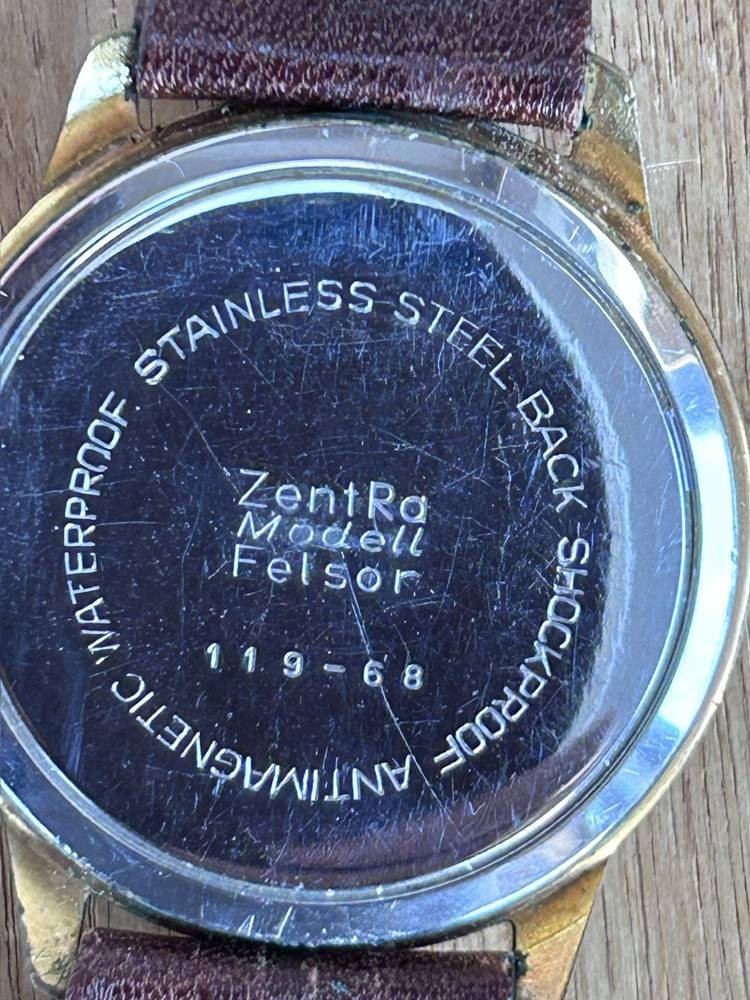 STAINLESS STEEL BACK SHOCKPROOF ANTIMAGNETIC WATERPROOF
ZentRa
Modell
Felsor
119-68